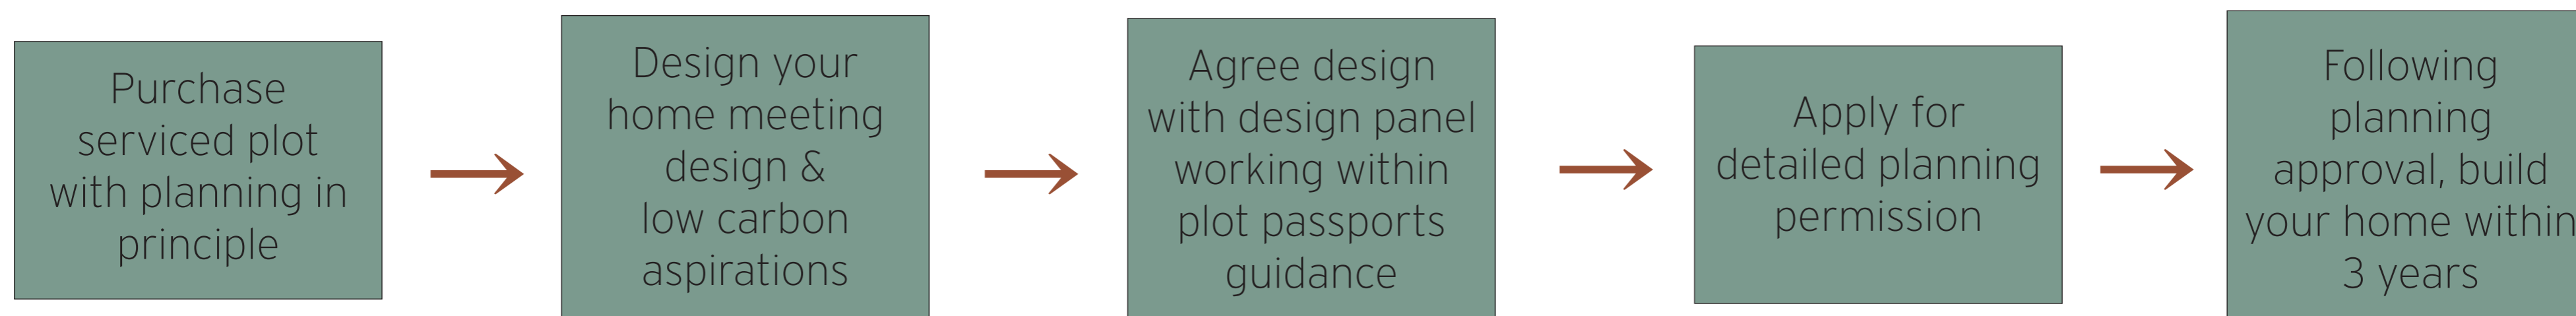 Purchase
serviced plot
with planning in
principle
Design your
home meeting
design &
low carbon
aspirations
Agree design
with design panel
working within
plot passports
guidance
Apply for
detailed planning
permission
Following
planning
approval, build
your home within
3 years